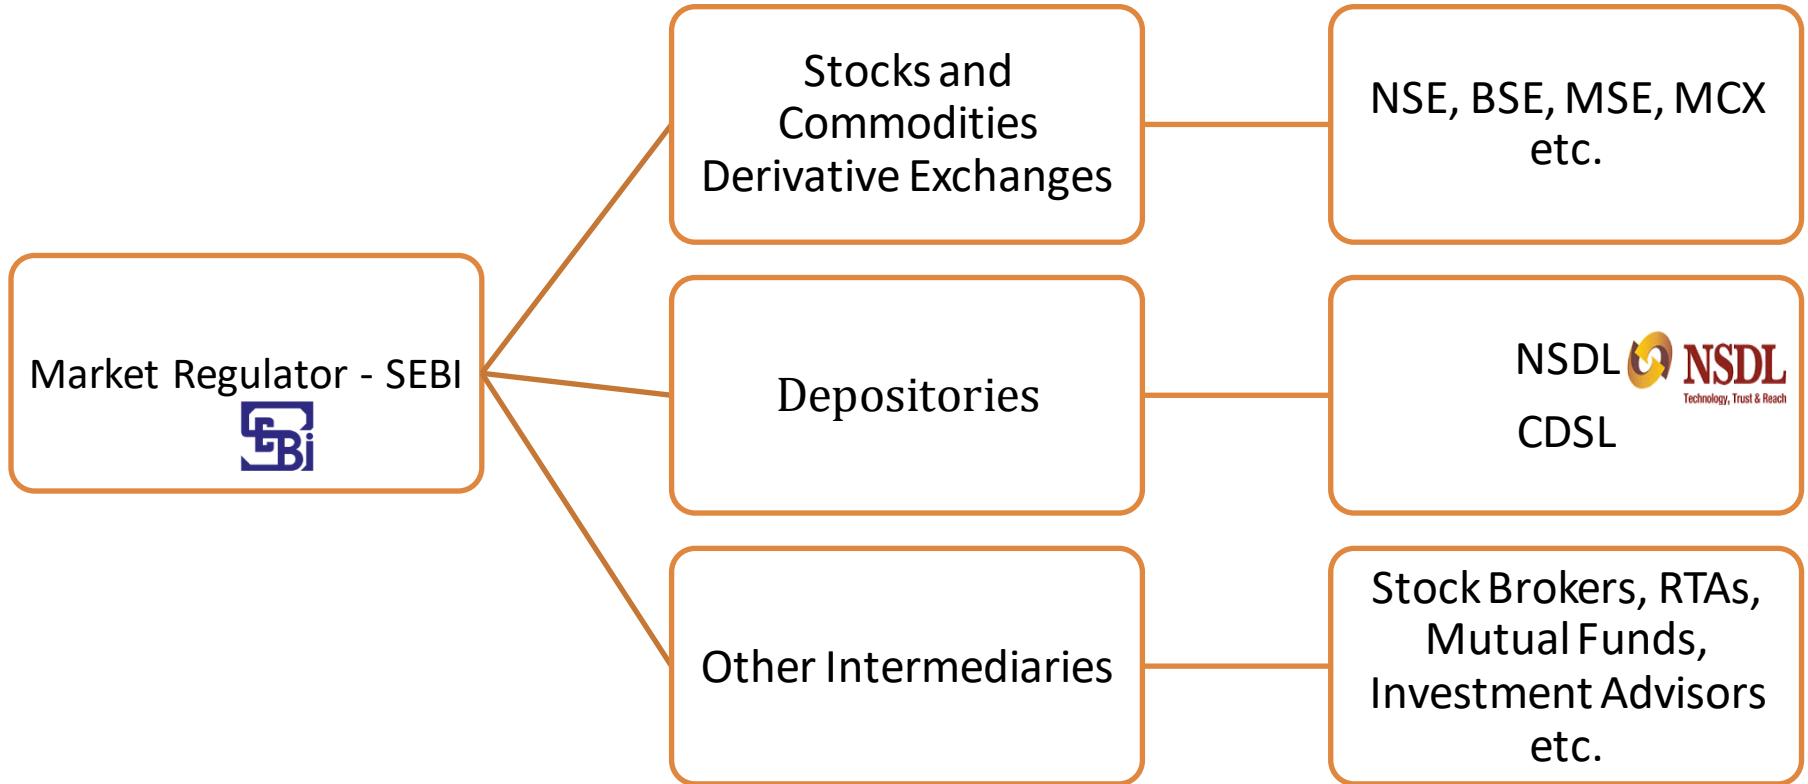 Market Regulator - SEBI
SEBi
Stocks and
Commodities
Derivative Exchanges
NSE, BSE, MSE, MCX
etc.
Depositories
NSDL
NSDL
Technology, Trust & Reach
CDSL
Other Intermediaries
Stock Brokers, RTAs,
Mutual Funds,
Investment Advisors
etc.